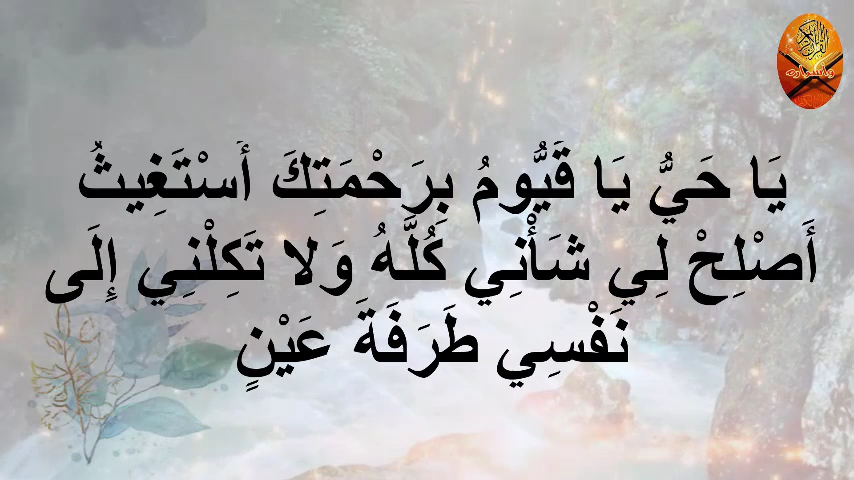 يَا حَيُّ يَا قَيُّومُ بِرَحْمَتِكَ أَسْتَغِيثُ
أَصْلِحْ لِي شَأْنِي كُلَّهُ وَلا تَكِلْنِي إِلَى
نَفْسِي طَرَفَةَ عَيْنٍ